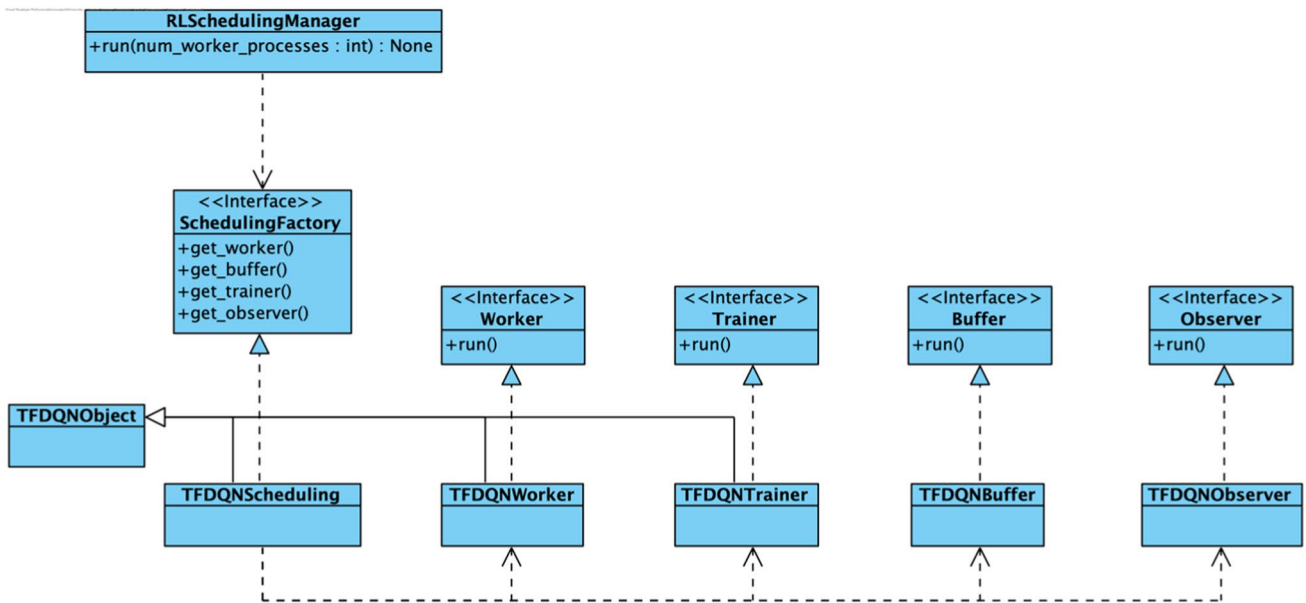 RLSchedulingManager
+run(num_worker_processes : int) : None
<<Interface>>
SchedulingFactory
+get_worker()
+get_buffer()
+get_trainer()
+get_observer()
<<Interface>>
Worker
+run()
<<Interface>>
Trainer
+run()
<<Interface>>
Buffer
+run()
<<Interface>>
Observer
+run()
TFDQNObject
TFDQNScheduling
TFDQNWorker
TFDQNTrainer
TFDQNBuffer
TFDQNObserver